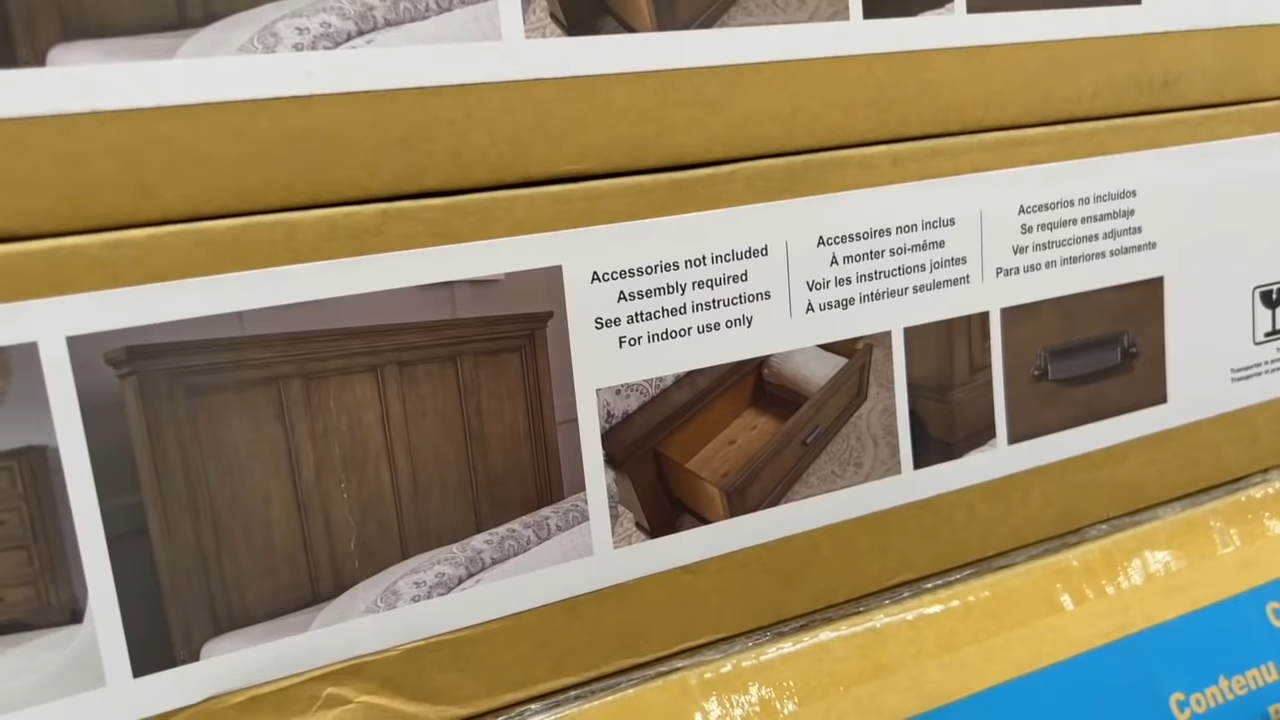 Accessories not included
Assembly required
See attached instructions
For indoor use only
Accessoires non inclus
À monter soi-même
Voir les instructions jointes
À usage intérieur seulement
Accesorios no incluidos
Se requiere ensamblaje
Ver instrucciones adjuntas
Para uso en interiores solamente
Contenu